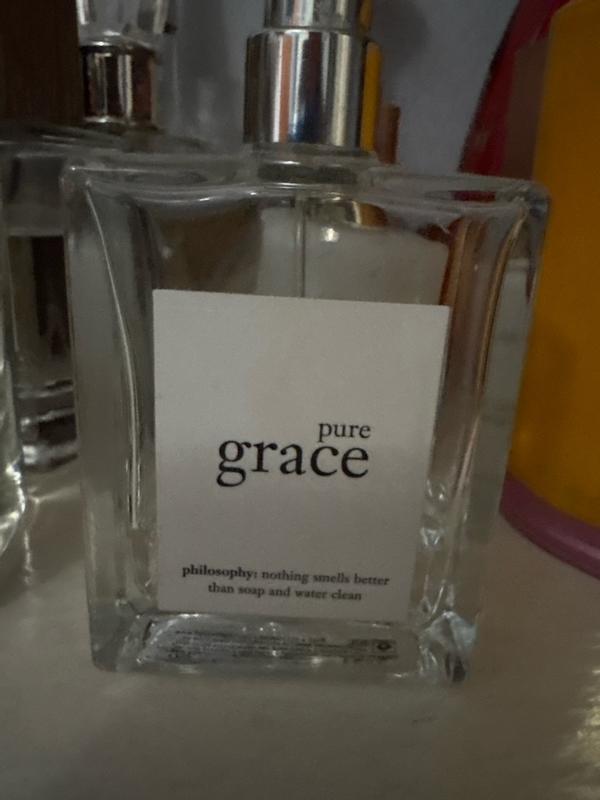 pure
grace
philosophy: nothing smells better
than soap and water clean